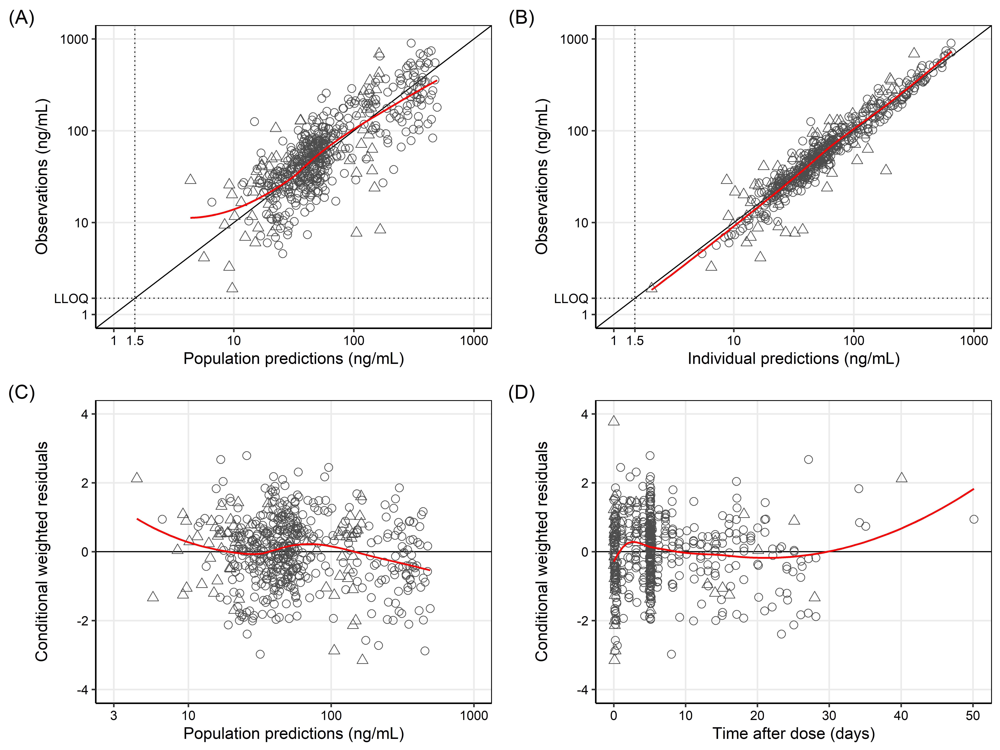 (A)
1000
100
10
LLOQ
1
Observations (ng/mL)
1 1.5 10 100 1000
Population predictions (ng/mL)
(B)
1000
100
10
LLOQ
1
Observations (ng/mL)
1 1.5 10 100 1000
Individual predictions (ng/mL)
(C)
4
2
0
-2
-4
Conditional weighted residuals
3 10 100 1000
Population predictions (ng/mL)
(D)
4
2
0
-2
-4
Conditional weighted residuals
0 10 20 30 40 50
Time after dose (days)